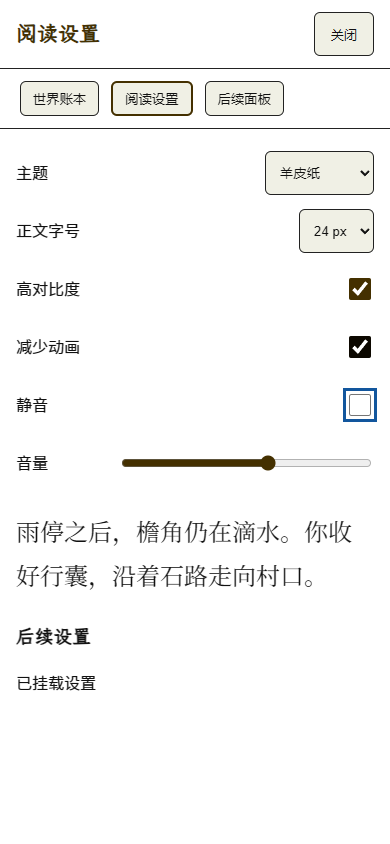 阅读设置
关闭
世界账本
阅读设置
后续面板
主题
羊皮纸
正文字号
24 px
高对比度
减少动画
静音
音量
雨停之后，檐角仍在滴水。你收
好行囊，沿着石路走向村口。
后续设置
已挂载设置